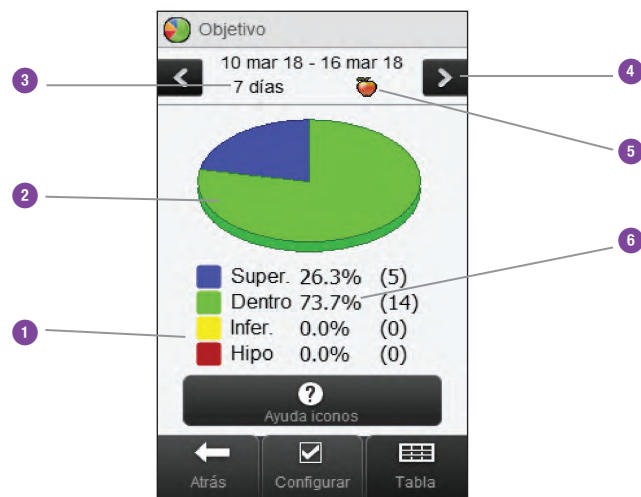 Objetivo
10 mar 18 - 16 mar 18
7 días
Super. 26.3% (5)
Dentro 73.7% (14)
Infer. 0.0% (0)
Hipo 0.0% (0)
?
Ayuda iconos
Atrás Configurar Tabla
3
2
1
4
5
6